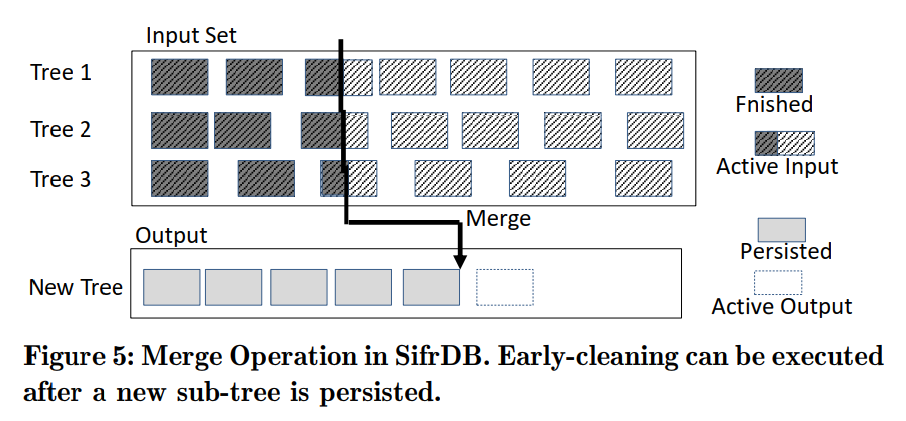 Input Set
Tree 1
Tree 2
Tree 3
Fnished
Active Input
Merge
Output
New Tree
Persisted
Active Output
Figure 5: Merge Operation in SifrDB. Early-cleaning can be executed
after a new sub-tree is persisted.